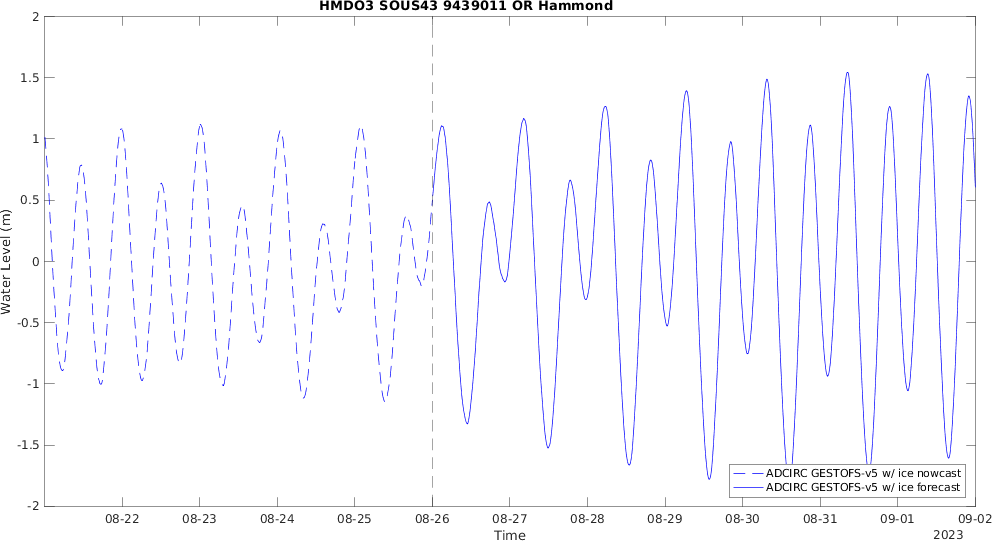 HMDO3 SOUS43 9439011 OR Hammond
2
1.5
1
0.5
0
-0.5
-1
-1.5
-2
Water Level (m)
ADCIRC GESTOFS-v5 w/ ice nowcast
ADCIRC GESTOFS-v5 w/ ice forecast
08-22 08-23 08-24 08-25 08-26 08-27 08-28 08-29 08-30 08-31 09-01 09-02
Time
2023